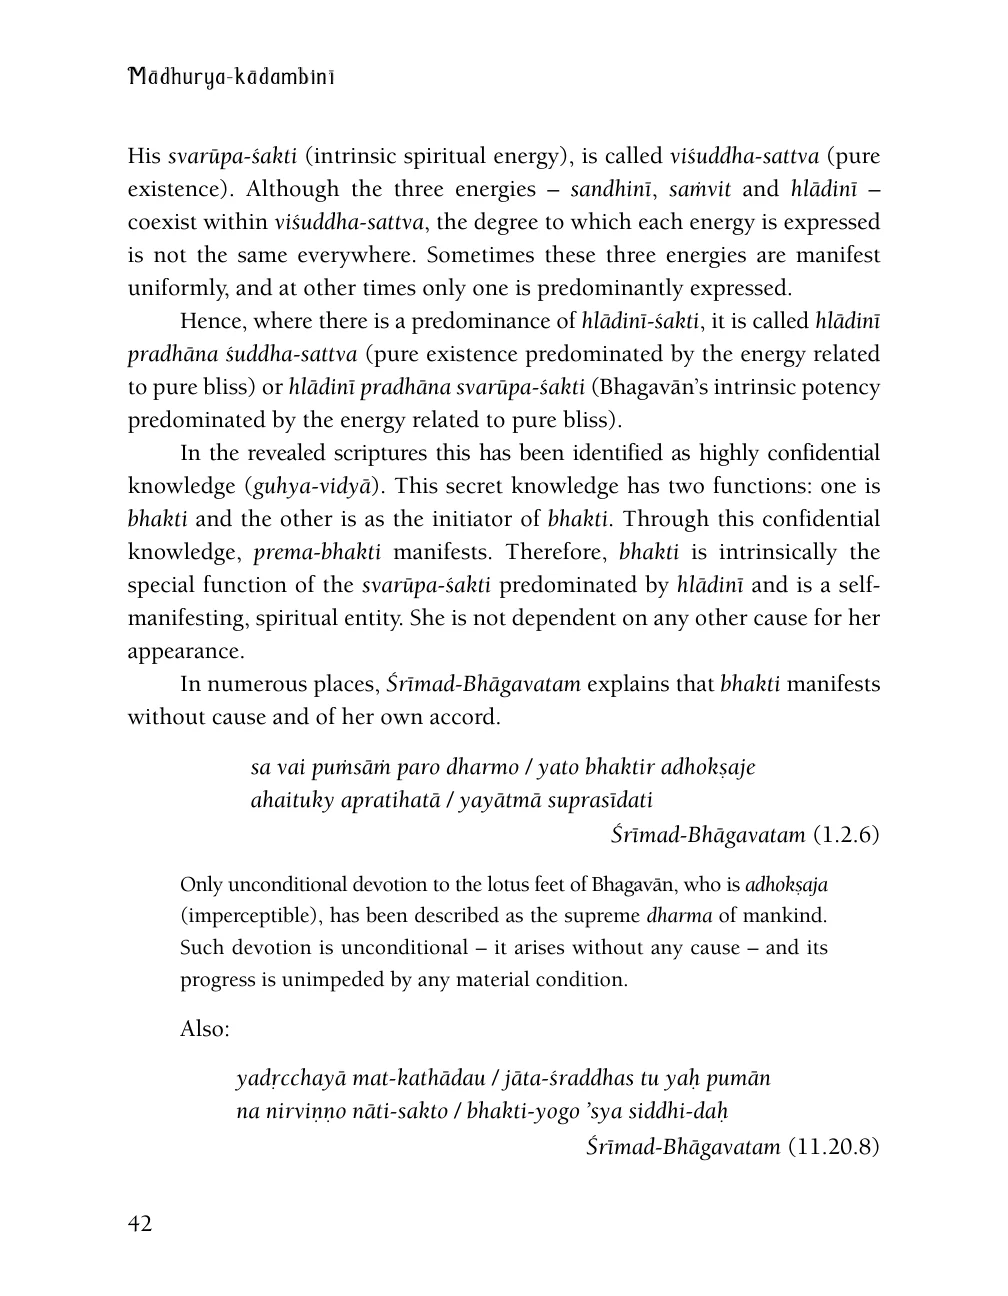 Mādhurya-kādambinī
His svarūpa-śakti (intrinsic spiritual energy), is called viśuddha-sattva (pure
existence). Although the three energies – sandhinī, saṁvit and hlādinī –
coexist within viśuddha-sattva, the degree to which each energy is expressed
is not the same everywhere. Sometimes these three energies are manifest
uniformly, and at other times only one is predominantly expressed.
Hence, where there is a predominance of hlādinī-śakti, it is called hlādinī
pradhāna śuddha-sattva (pure existence predominated by the energy related
to pure bliss) or hlādinī pradhāna svarūpa-śakti (Bhagavān’s intrinsic potency
predominated by the energy related to pure bliss).
In the revealed scriptures this has been identified as highly confidential
knowledge (guhya-vidyā). This secret knowledge has two functions: one is
bhakti and the other is as the initiator of bhakti. Through this confidential
knowledge, prema-bhakti manifests. Therefore, bhakti is intrinsically the
special function of the svarūpa-śakti predominated by hlādinī and is a self-
manifesting, spiritual entity. She is not dependent on any other cause for her
appearance.
In numerous places, Śrīmad-Bhāgavatam explains that bhakti manifests
without cause and of her own accord.
sa vai puṁsāṁ paro dharmo / yato bhaktir adhokṣaje
ahaituky apratihatā / yayātmā suprasīdati
Śrīmad-Bhāgavatam (1.2.6)
Only unconditional devotion to the lotus feet of Bhagavān, who is adhokṣaja
(imperceptible), has been described as the supreme dharma of mankind.
Such devotion is unconditional – it arises without any cause – and its
progress is unimpeded by any material condition.
Also:
yadṛcchayā mat-kathādau / jāta-śraddhas tu yaḥ pumān
na nirviṇṇo nāti-sakto / bhakti-yogo ’sya siddhi-daḥ
Śrīmad-Bhāgavatam (11.20.8)
42